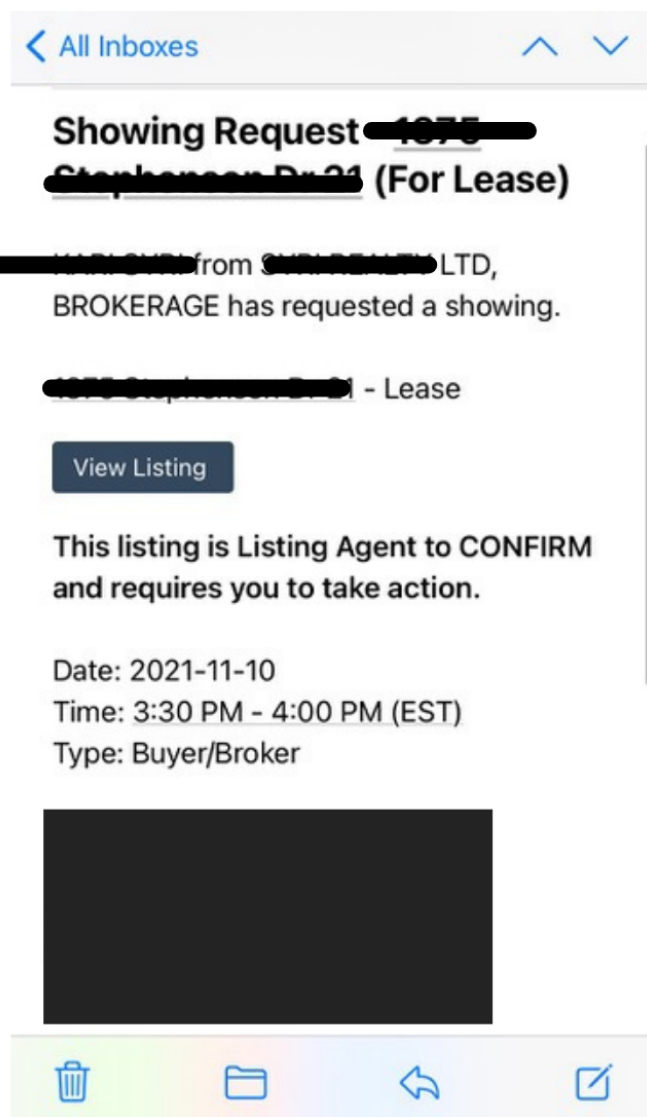 All Inboxes
Showing Request
(For Lease)
from LTD,
BROKERAGE has requested a showing.
- Lease
View Listing
This listing is Listing Agent to CONFIRM
and requires you to take action.
Date: 2021-11-10
Time: 3:30 PM - 4:00 PM (EST)
Type: Buyer/Broker